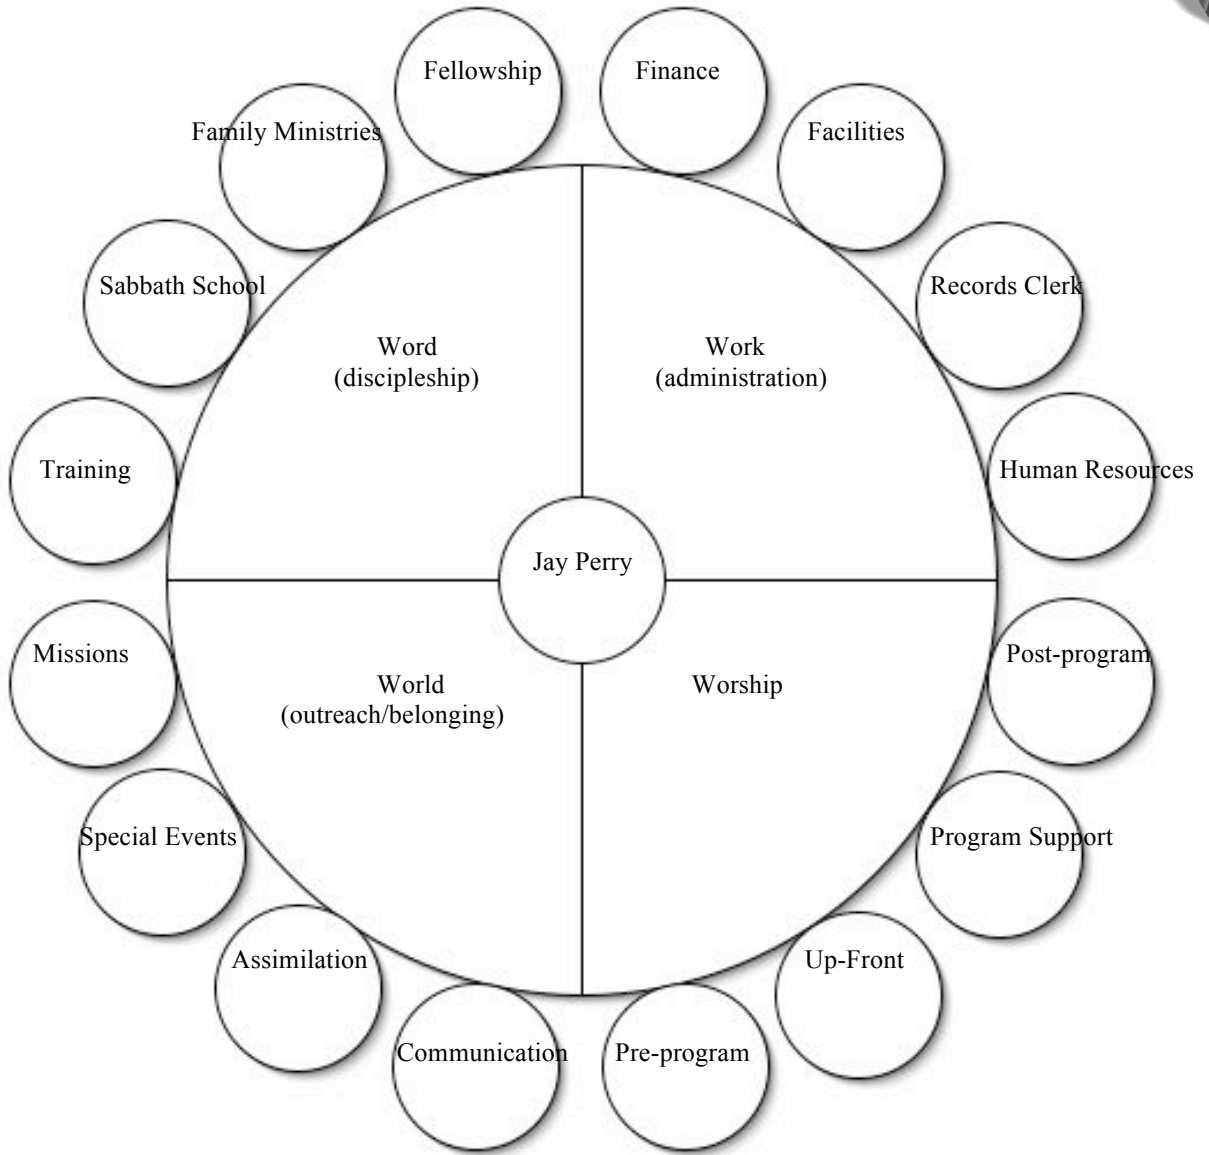 Fellowship
Finance
Family Ministries
Facilities
Sabbath School
Records Clerk
Word
(discipleship)
Work
(administration)
Training
Human Resources
Jay Perry
Missions
Post-program
World
(outreach/belonging)
Worship
Special Events
Program Support
Assimilation
Up-Front
Communication
Pre-program